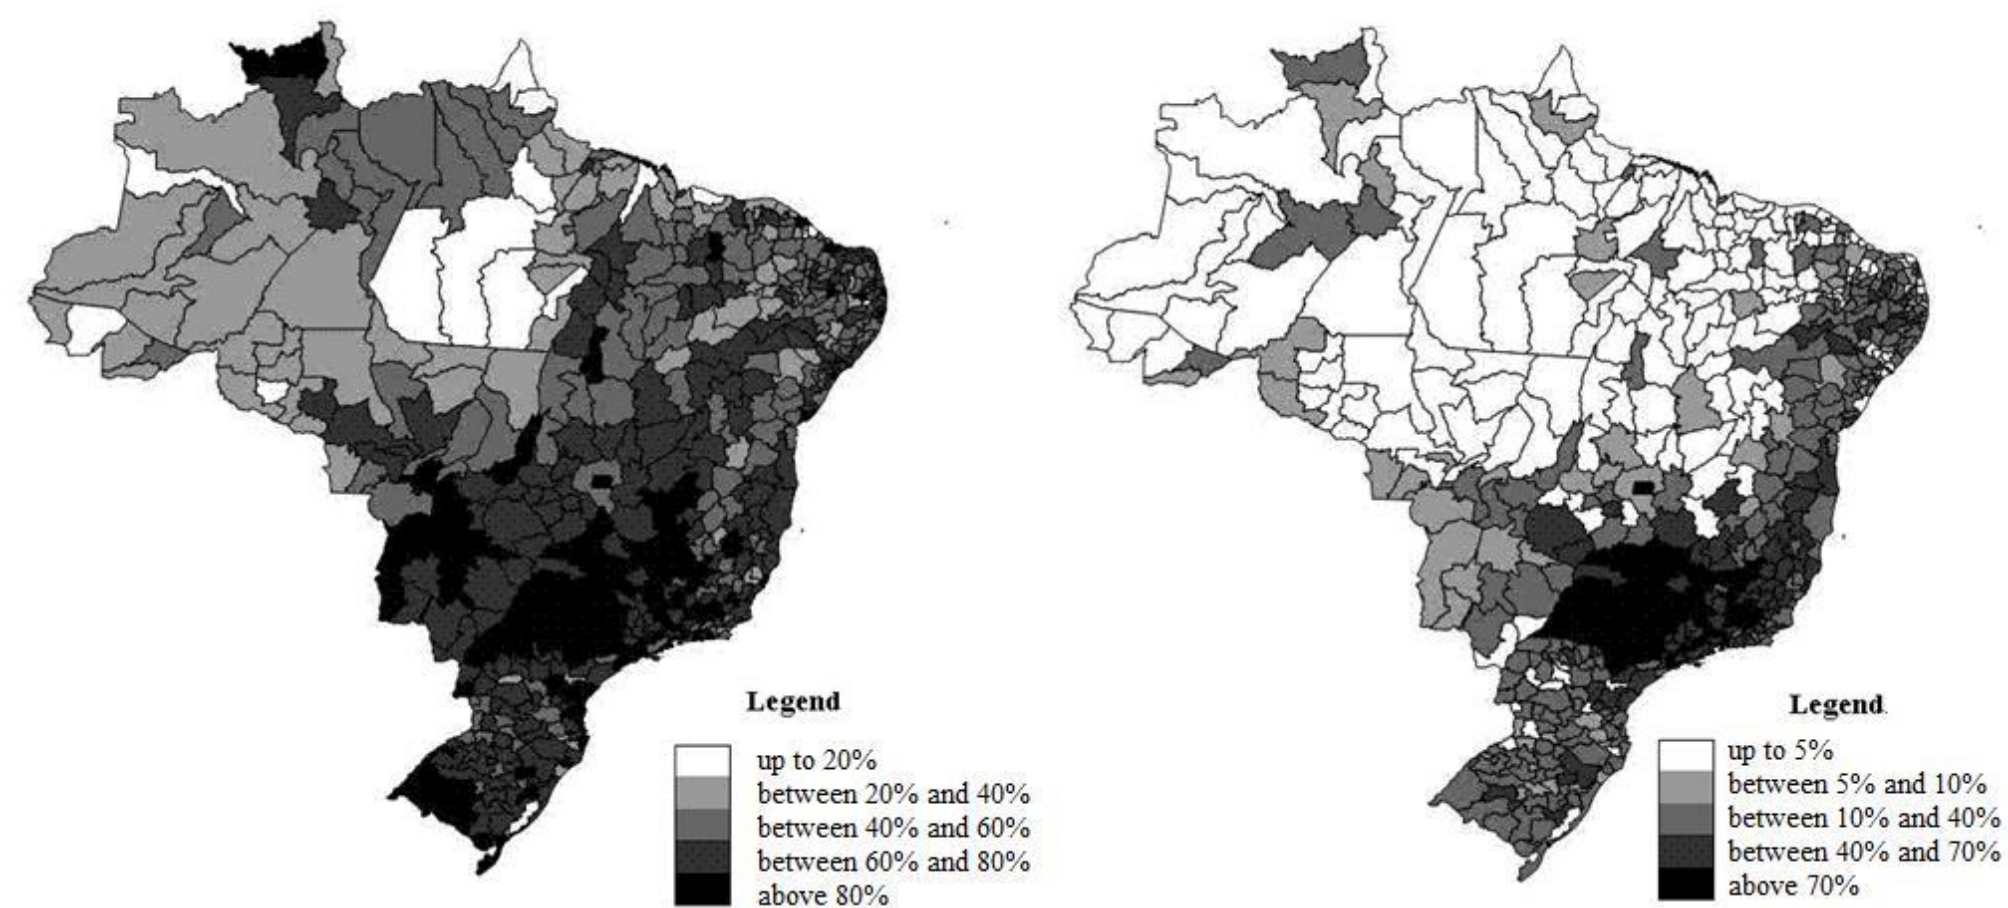 Legend
up to 20%
between 20% and 40%
between 40% and 60%
between 60% and 80%
above 80%
Legend.
up to 5%
between 5% and 10%
between 10% and 40%
between 40% and 70%
above 70%